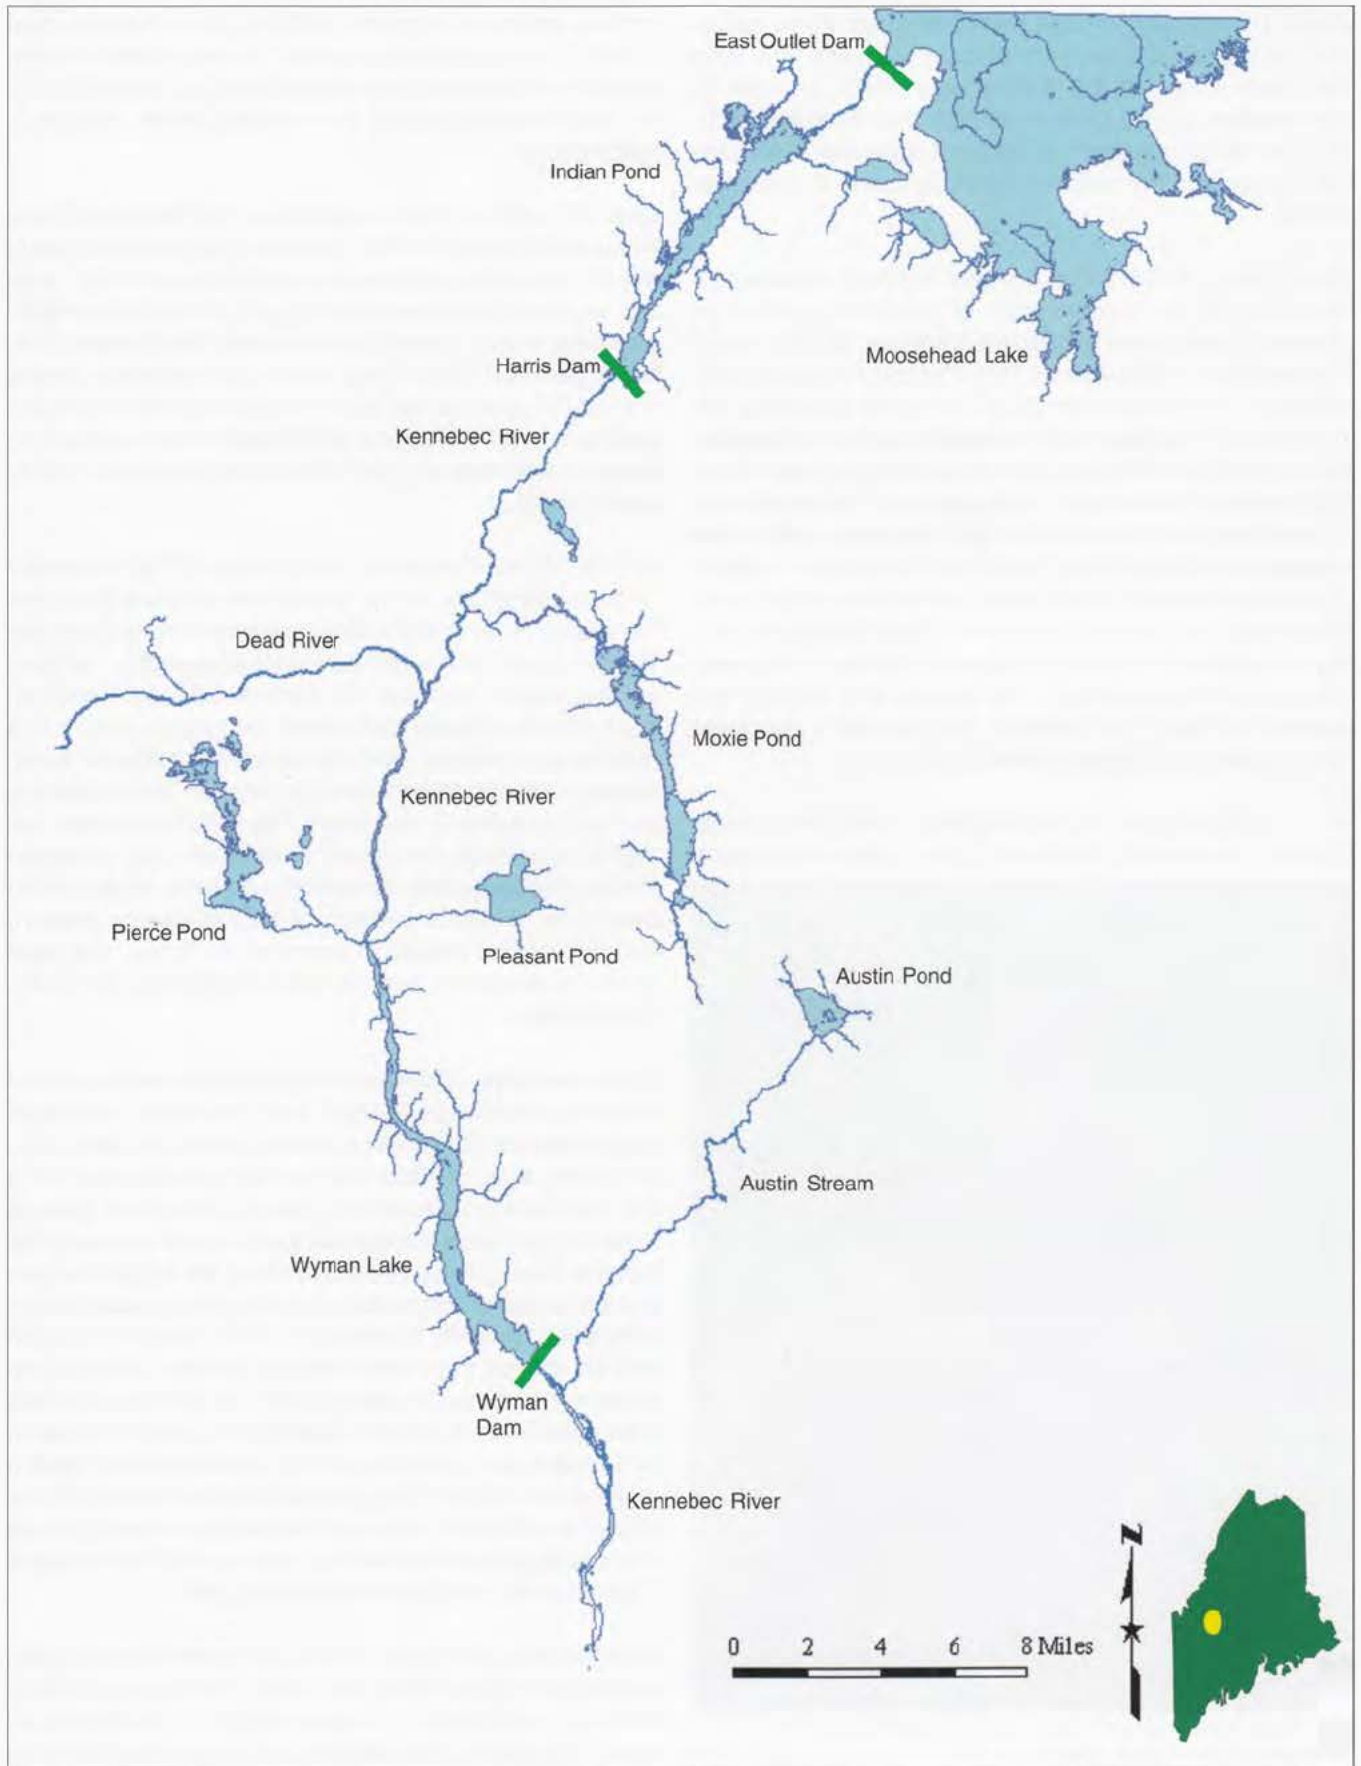 East Outlet Dam
Indian Pond
Harris Dam
Moosehead Lake
Kennebec River
Dead River
Moxie Pond
Kennebec River
Pierce Pond
Pleasant Pond
Austin Pond
Austin Stream
Wyman Lake
Wyman
Dam
Kennebec River
N
0 2 4 6 8 Miles